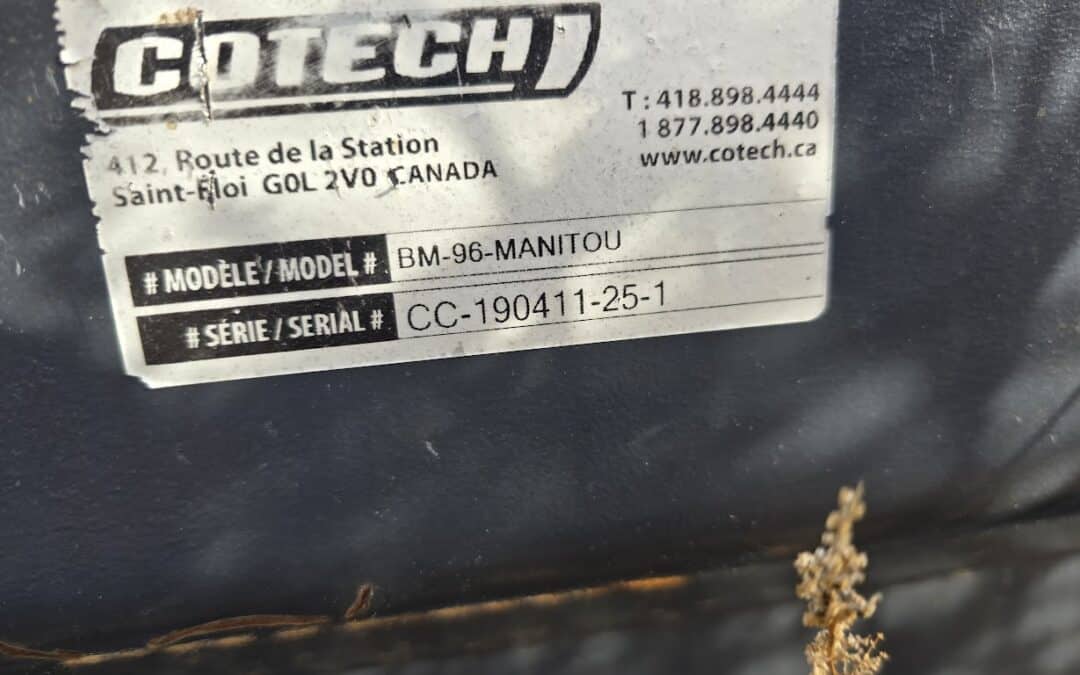 COTECH
412, Route de la Station
Saint-Éloi G0L 2V0 CANADA
T : 418.898.4444
1 877.898.4440
www.cotech.ca
# MODÈLE / MODEL # BM-96-MANITOU
# SÉRIE / SERIAL # CC-190411-25-1